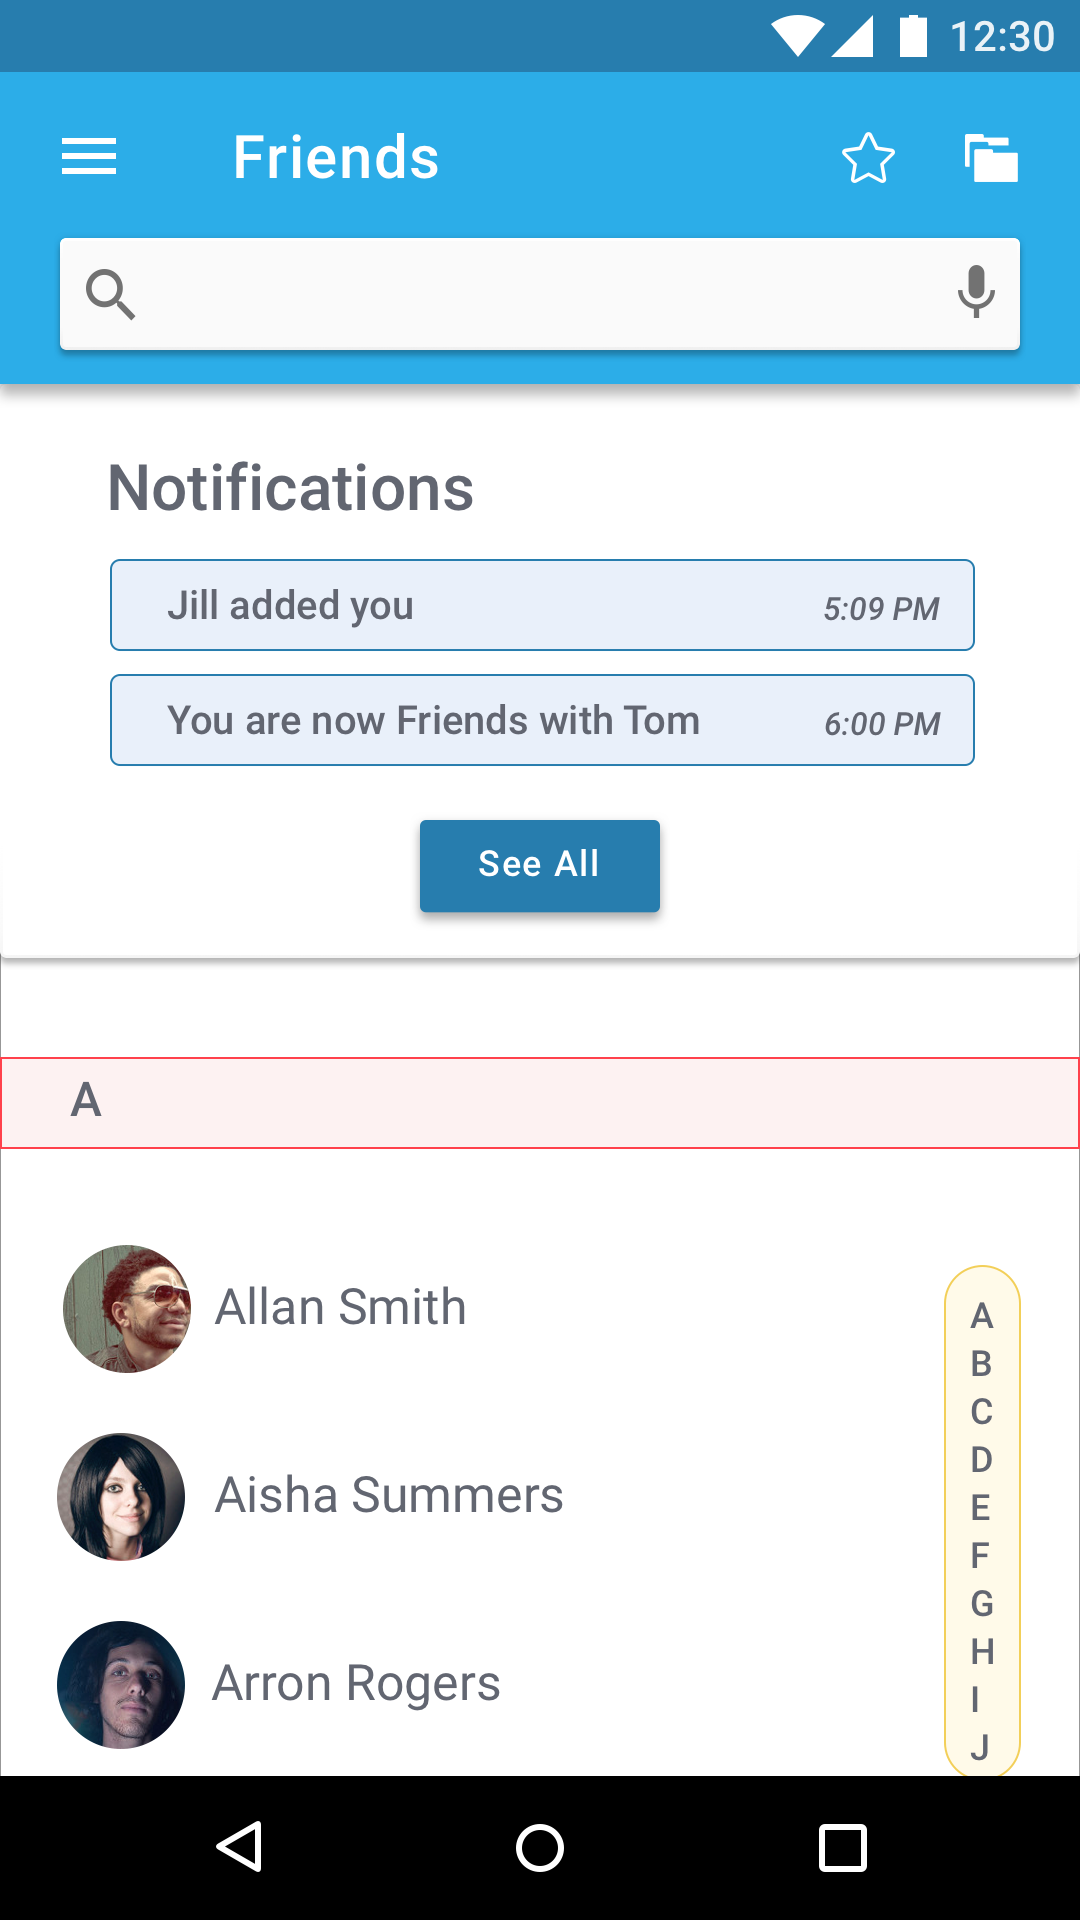 12:30
Friends
Notifications
Jill added you 5:09 PM
You are now Friends with Tom 6:00 PM
See All
A
Allan Smith
Aisha Summers
Arron Rogers
A
B
C
D
E
F
G
H
I
J